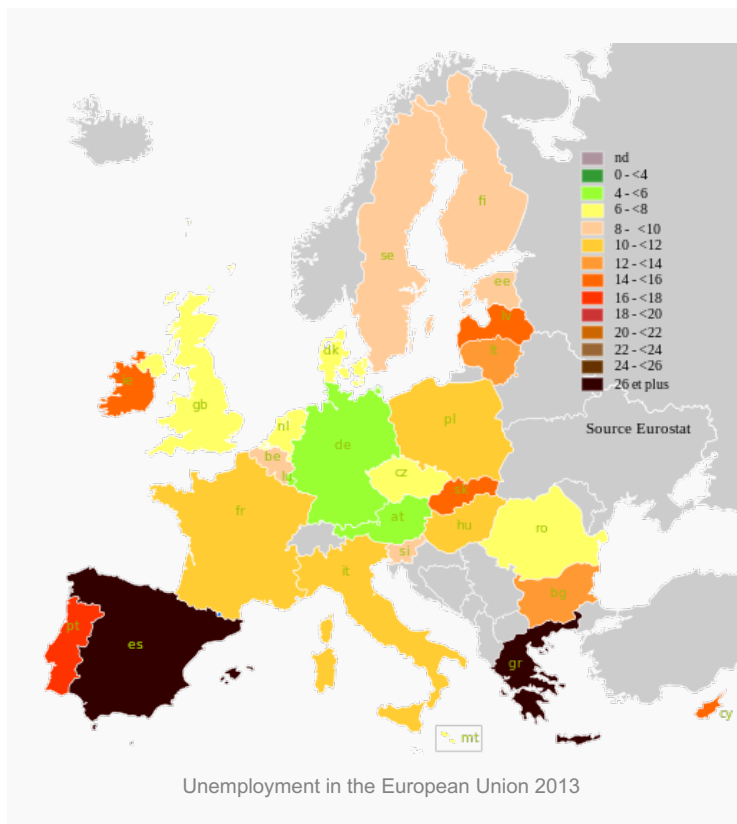 nd
0 - <4
4 - <6
6 - <8
8 - <10
10 - <12
12 - <14
14 - <16
16 - <18
18 - <20
20 - <22
22 - <24
24 - <26
26 et plus
Source Eurostat
fi
se
ee
lv
lt
dk
ie
gb
nl
be
lu
de
pl
cz
sk
at
hu
fr
si
ro
it
bg
pt
es
gr
cy
mt
Unemployment in the European Union 2013